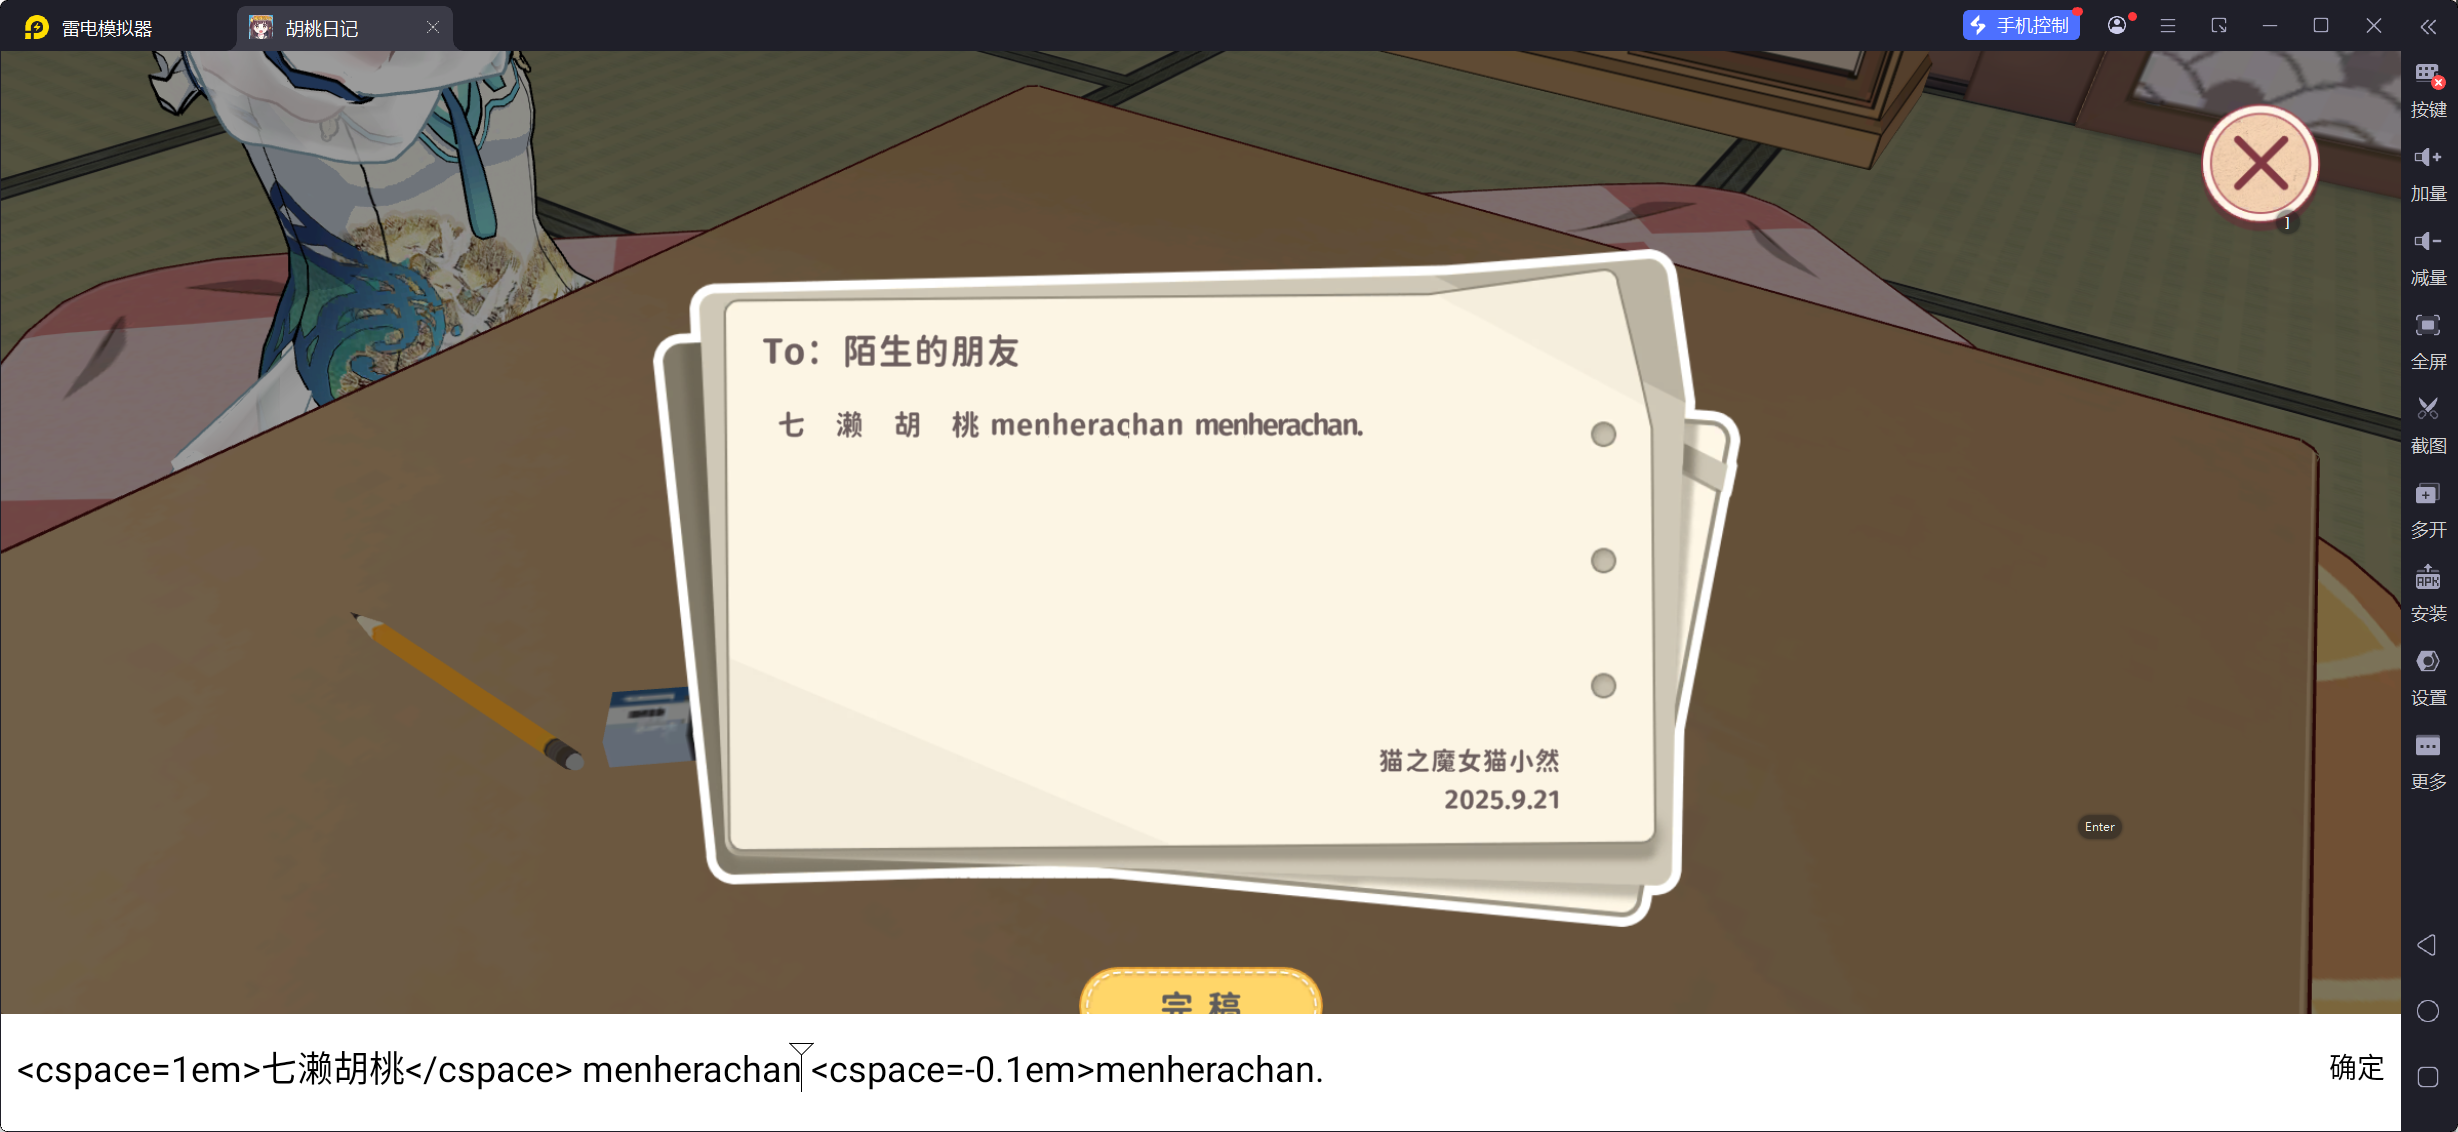 雷电模拟器
胡桃日记
手机控制
按键
加量
减量
全屏
截图
多开
APK
安装
设置
更多
]
To：陌生的朋友
七 濑 胡 桃 menherachan menherachan.
猫之魔女猫小然
2025.9.21
Enter
完稿
<cspace=1em>七濑胡桃</cspace> menherachan <cspace=-0.1em>menherachan.
确定